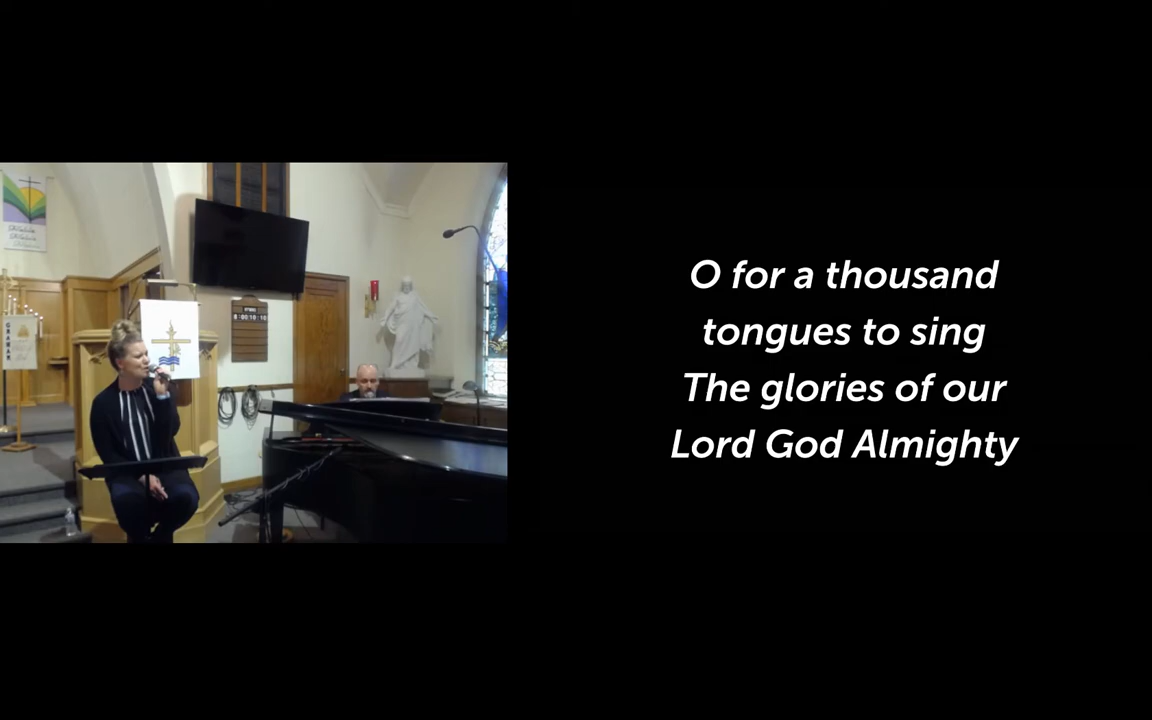 O for a thousand
tongues to sing
The glories of our
Lord God Almighty